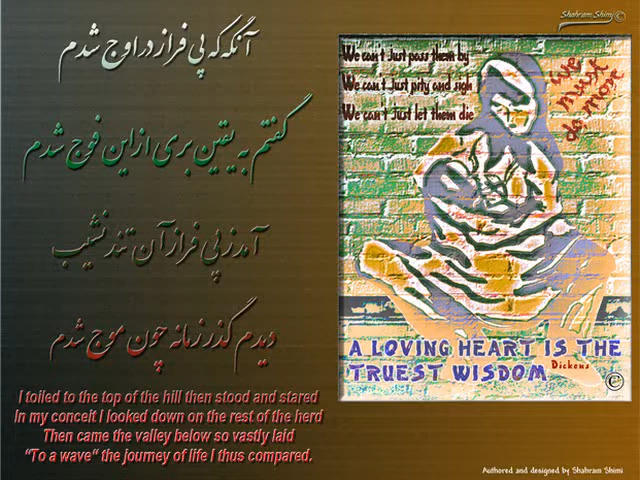 آنگه که پی فراز در اوج شدم
گفتم به یقین بری از این فوج شدم
آمد ز پی فراز آن تند نشیب
دیدم گذر زمانه چون موج شدم
I toiled to the top of the hill then stood and stared
In my conceit I looked down on the rest of the herd
Then came the valley below so vastly laid
"To a wave" the journey of life I thus compared.
Shahram Shimi
We can't just pass them by
We can't just pity and sigh
We can't just let them die
We must do more
A LOVING HEART IS THE
TRUEST WISDOM Dickens
Authored and designed by Shahram Shimi